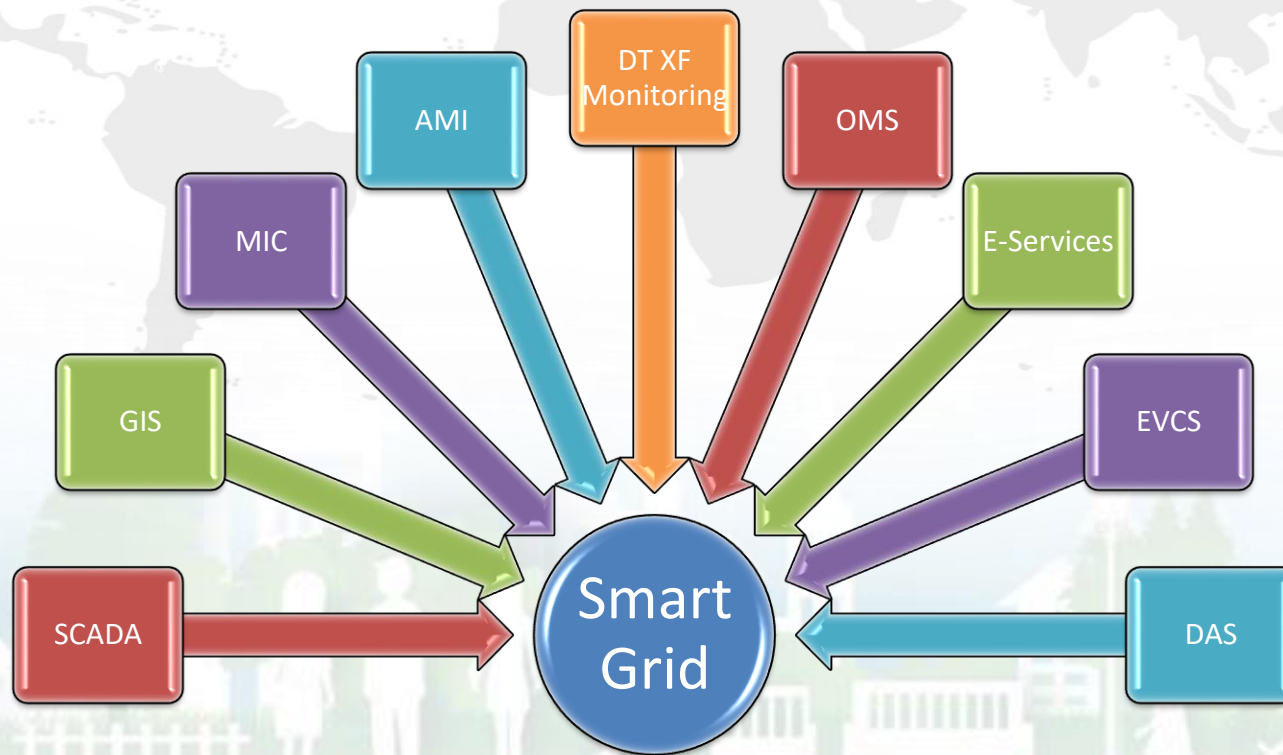 DT XF
Monitoring
AMI
OMS
MIC
E-Services
GIS
EVCS
SCADA
Smart
Grid
DAS